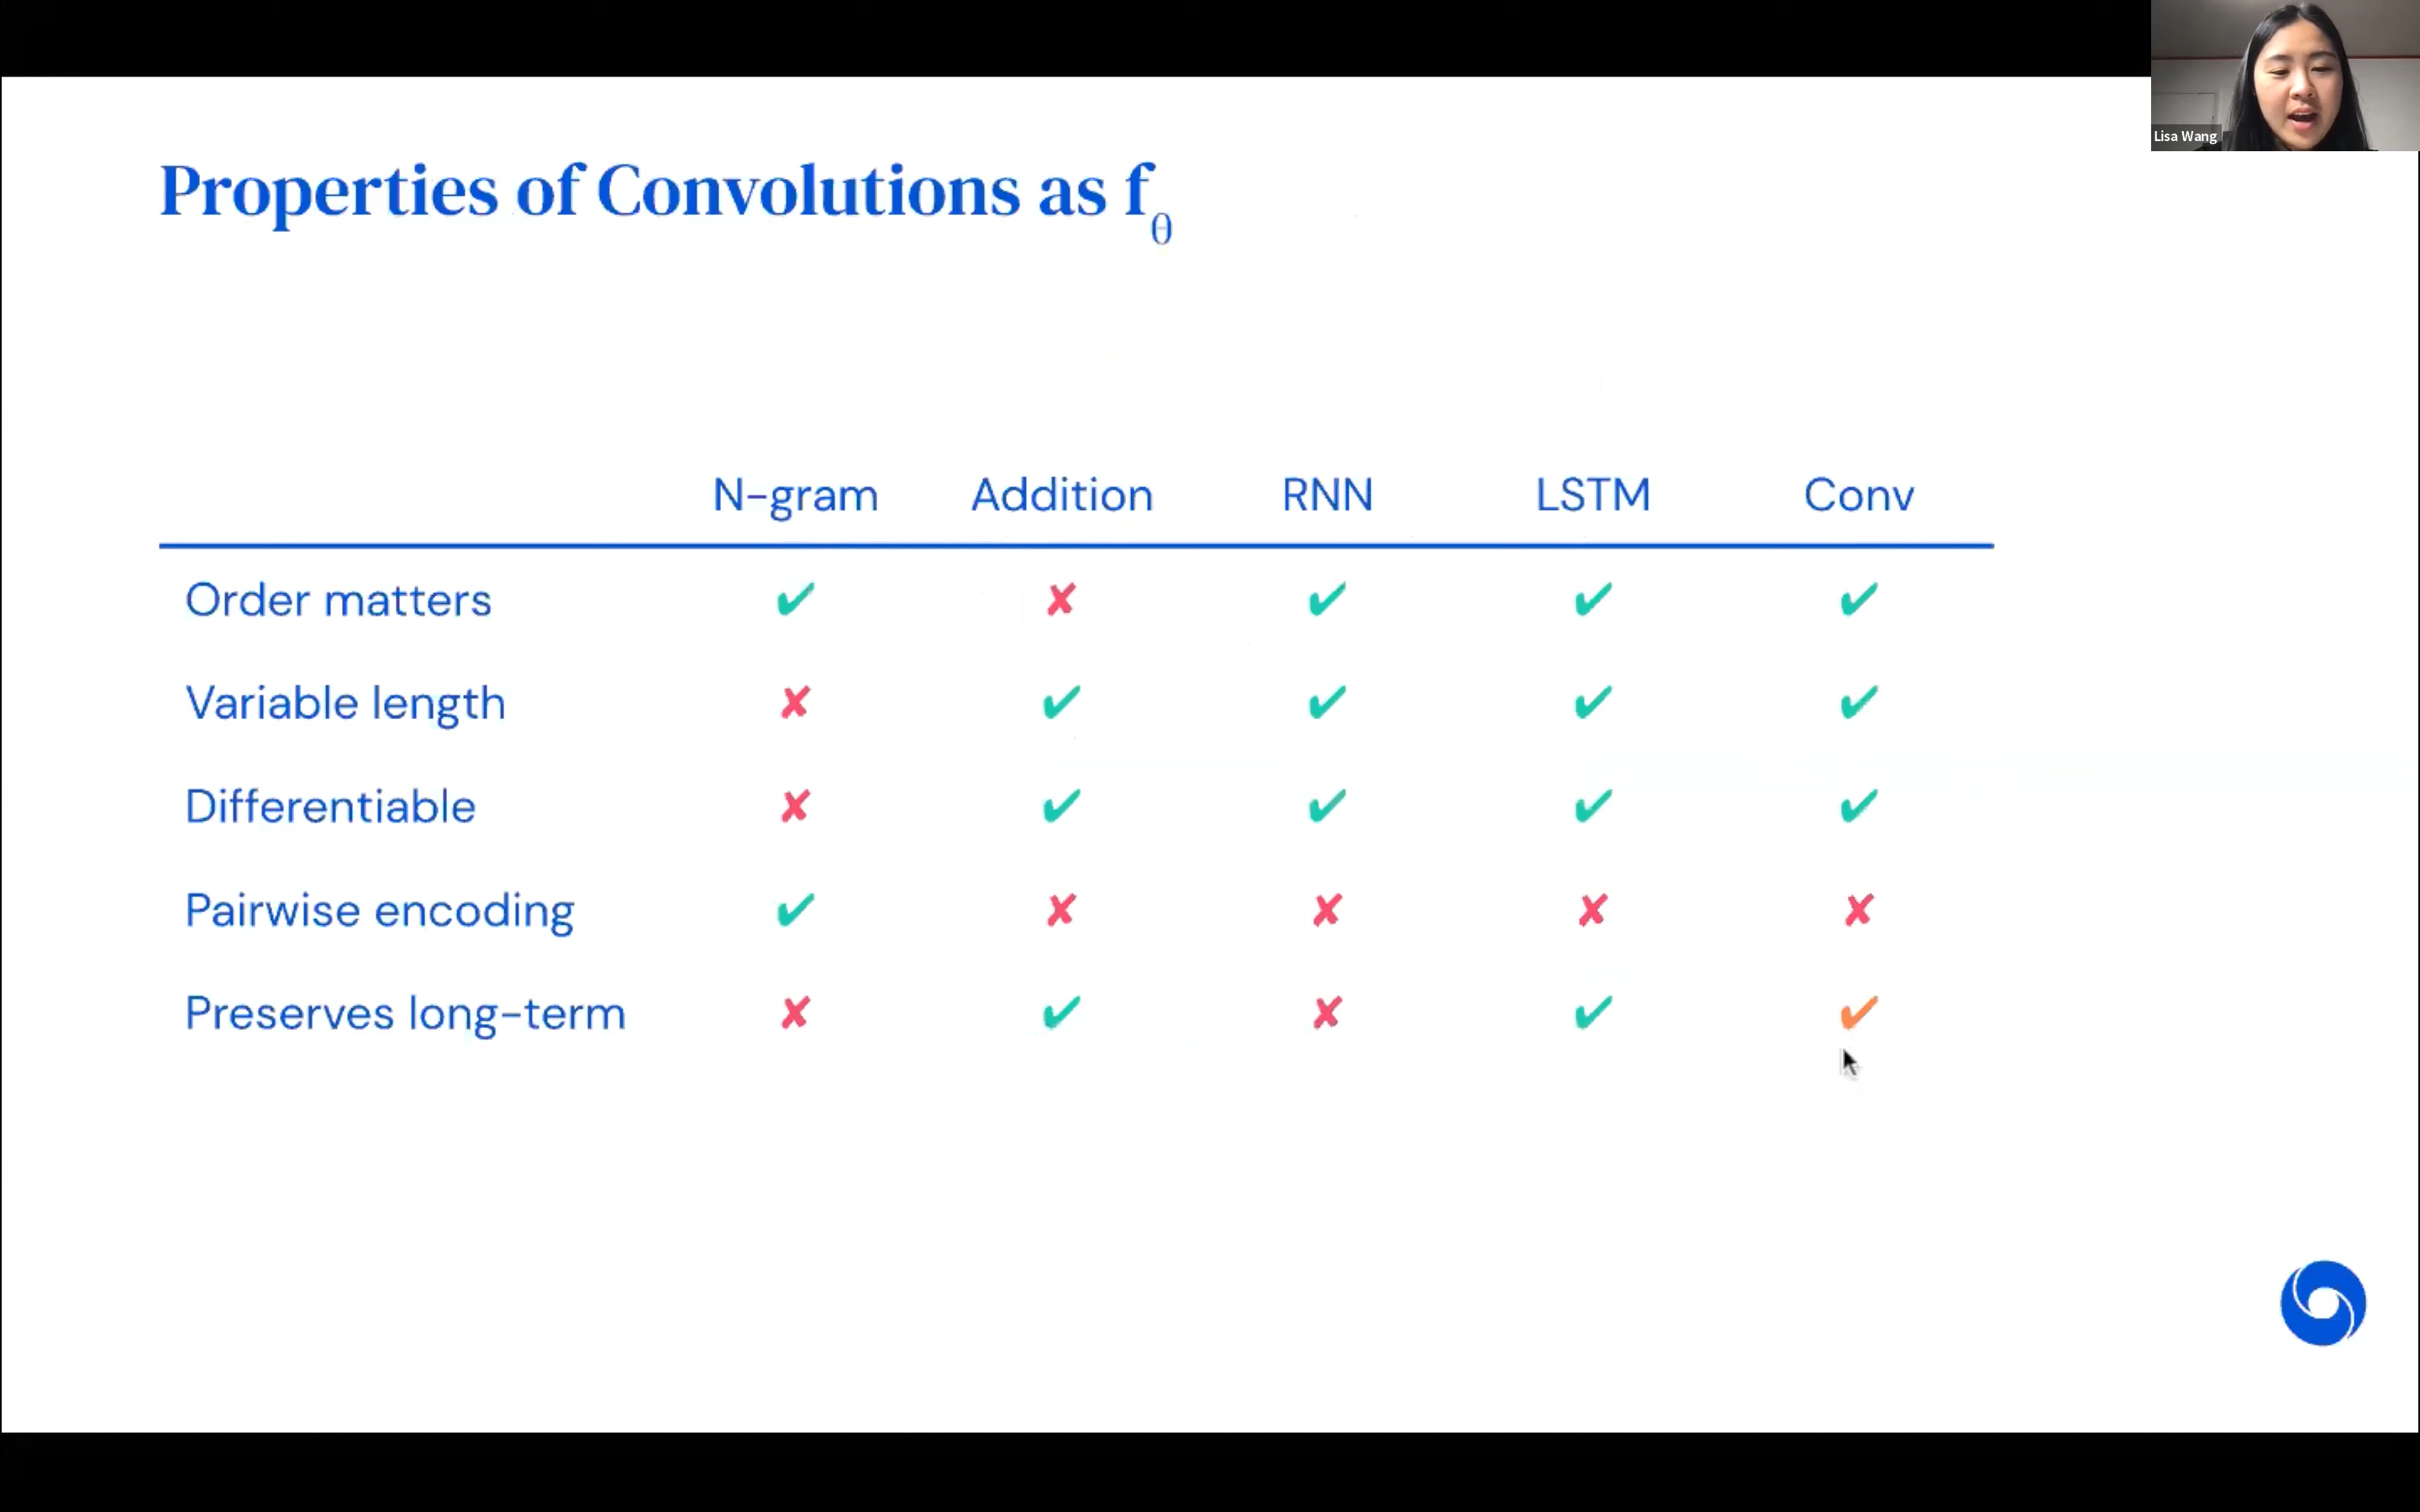 Lisa Wang
Properties of Convolutions as fθ
N-gram Addition RNN LSTM Conv
Order matters ✔ ✘ ✔ ✔ ✔
Variable length ✘ ✔ ✔ ✔ ✔
Differentiable ✘ ✔ ✔ ✔ ✔
Pairwise encoding ✔ ✘ ✘ ✘ ✘
Preserves long-term ✘ ✔ ✘ ✔ ✔